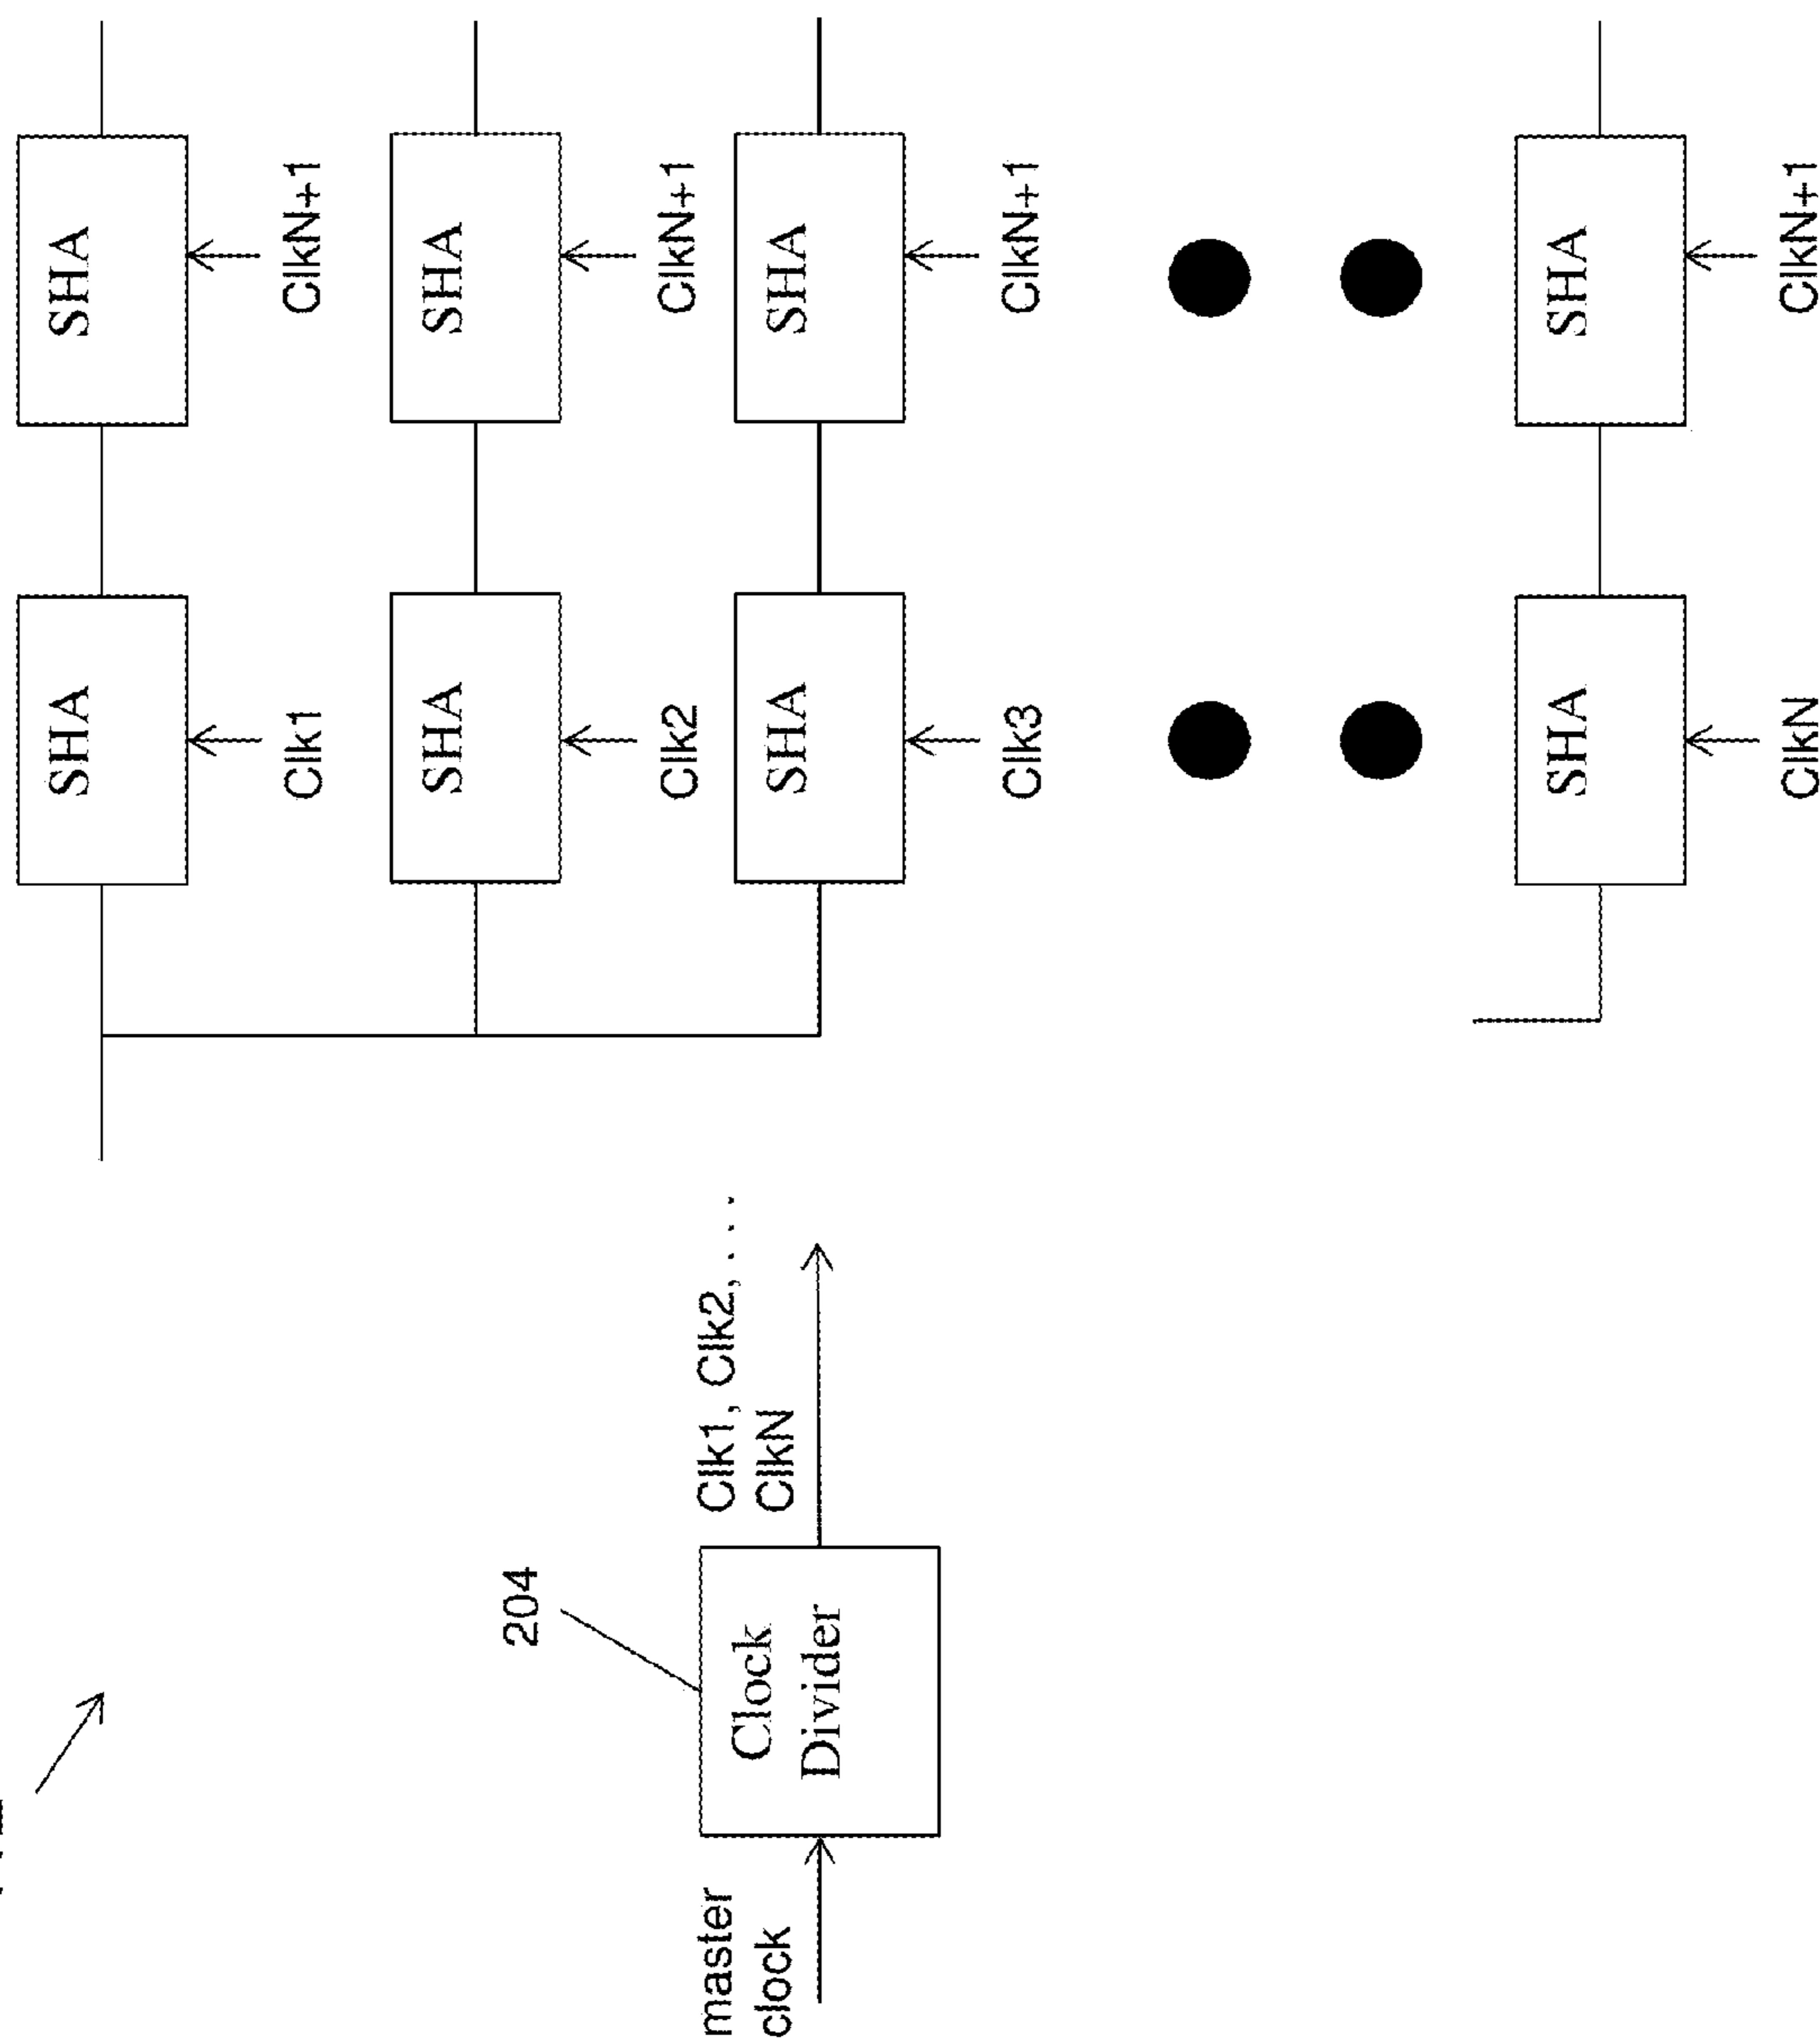 SHA
SHA
Clk1
ClkN+1
SHA
SHA
Clk2
ClkN+1
SHA
SHA
Clk3
ClkN+1
SHA
SHA
ClkN
ClkN+1
204
master
clock
Clock
Divider
Clk1, Clk2, ...
ClkN